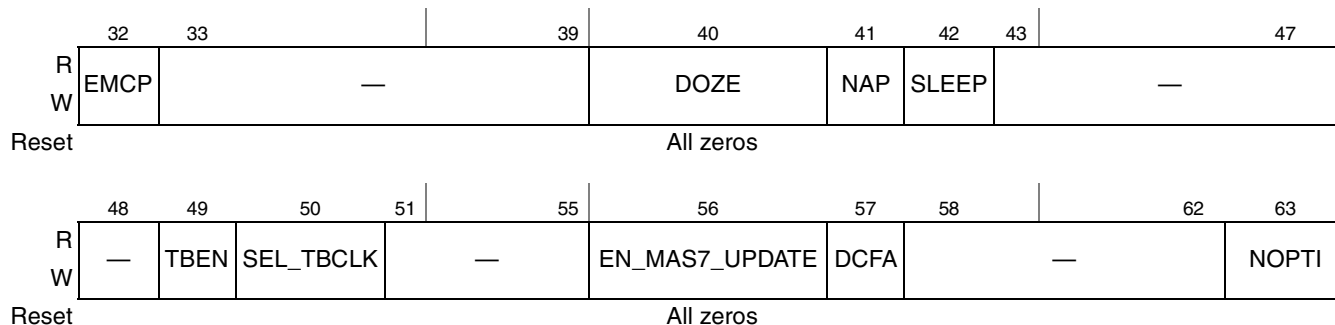 32 33 39 40 41 42 43 47
R
W
EMCP — DOZE NAP SLEEP —
Reset All zeros
48 49 50 51 55 56 57 58 62 63
R
W
— TBEN SEL_TBCLK — EN_MAS7_UPDATE DCFA — NOPTI
Reset All zeros